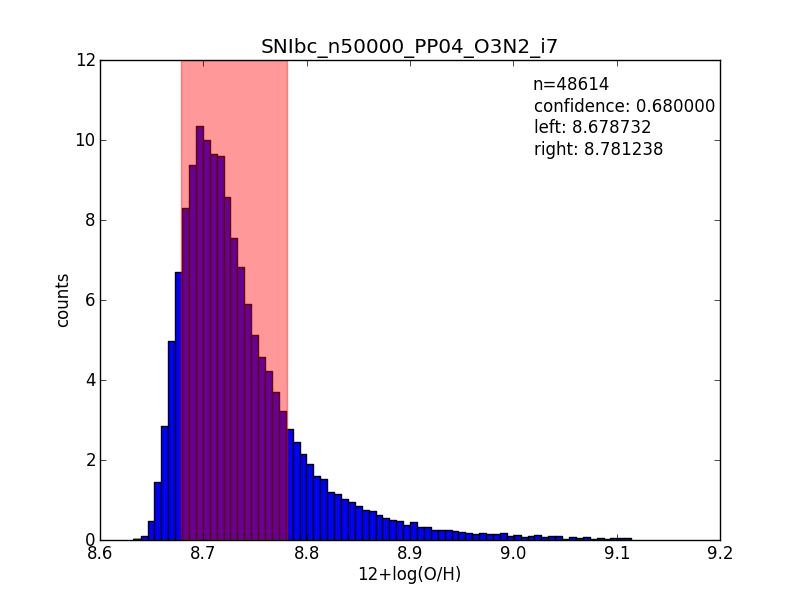 SNIbc_n50000_PP04_O3N2_i7
n=48614
confidence: 0.680000
left: 8.678732
right: 8.781238
counts
12
10
8
6
4
2
0
8.6 8.7 8.8 8.9 9.0 9.1 9.2
12+log(O/H)